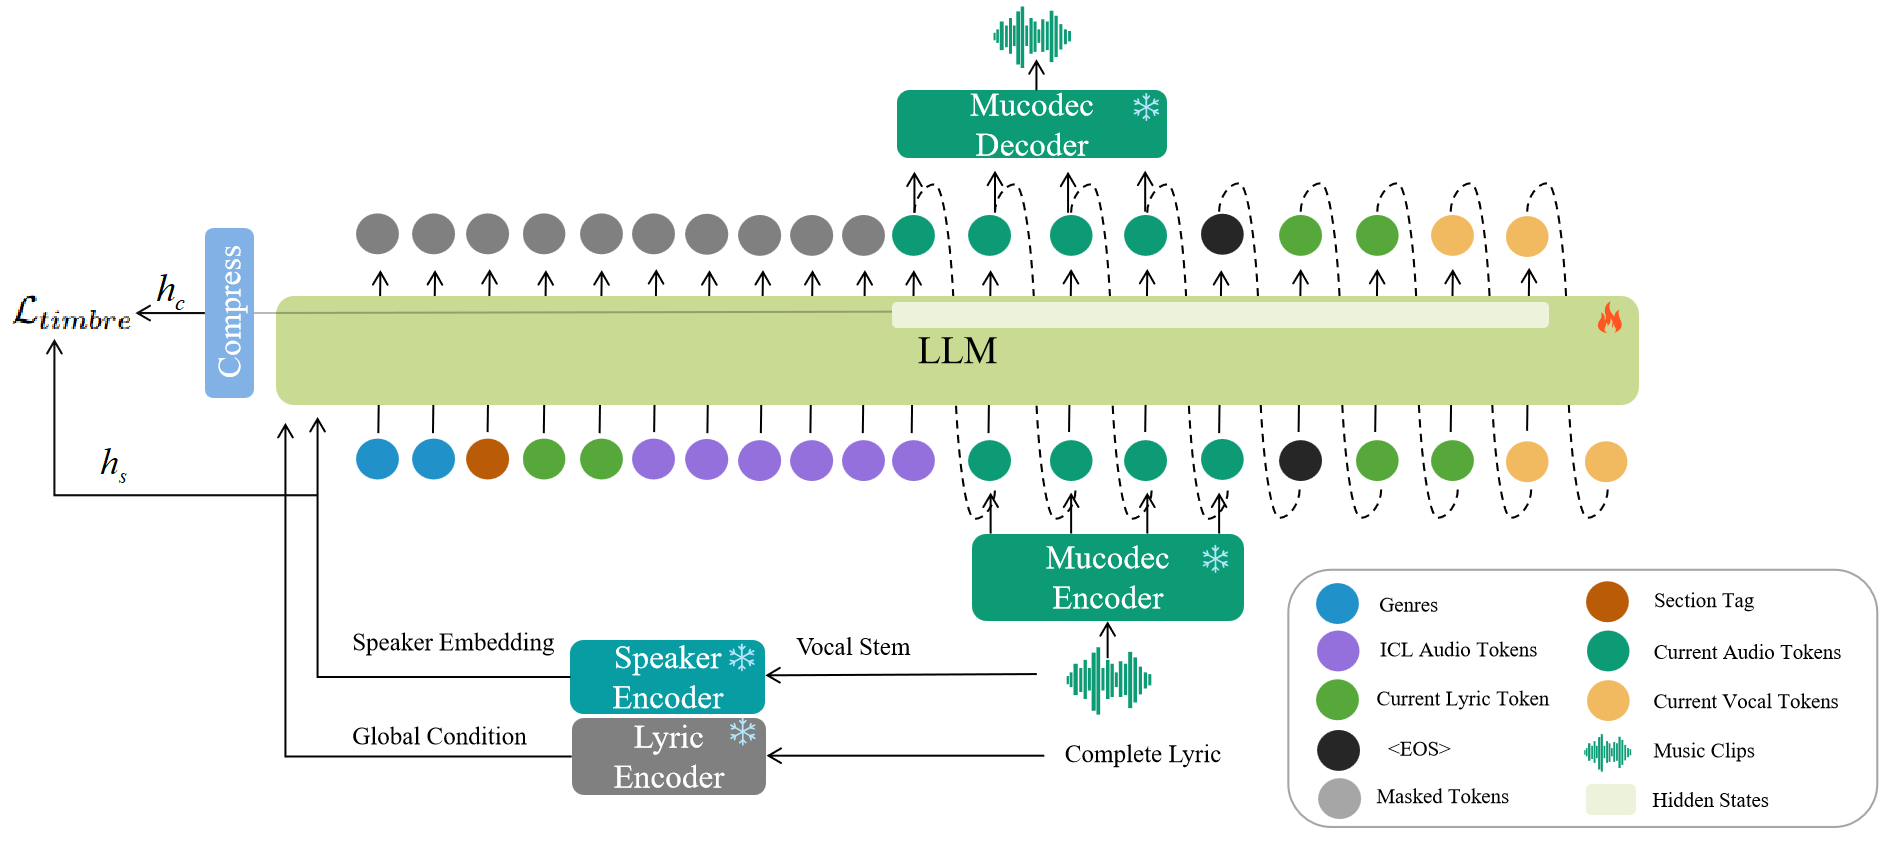 Mucodec
Decoder
Compress
h_c
ℒ_timbre
LLM
h_s
Mucodec
Encoder
Speaker Embedding
Speaker
Encoder
Vocal Stem
Global Condition
Lyric
Encoder
Complete Lyric
Genres
Section Tag
ICL Audio Tokens
Current Audio Tokens
Current Lyric Token
Current Vocal Tokens
<EOS>
Music Clips
Masked Tokens
Hidden States